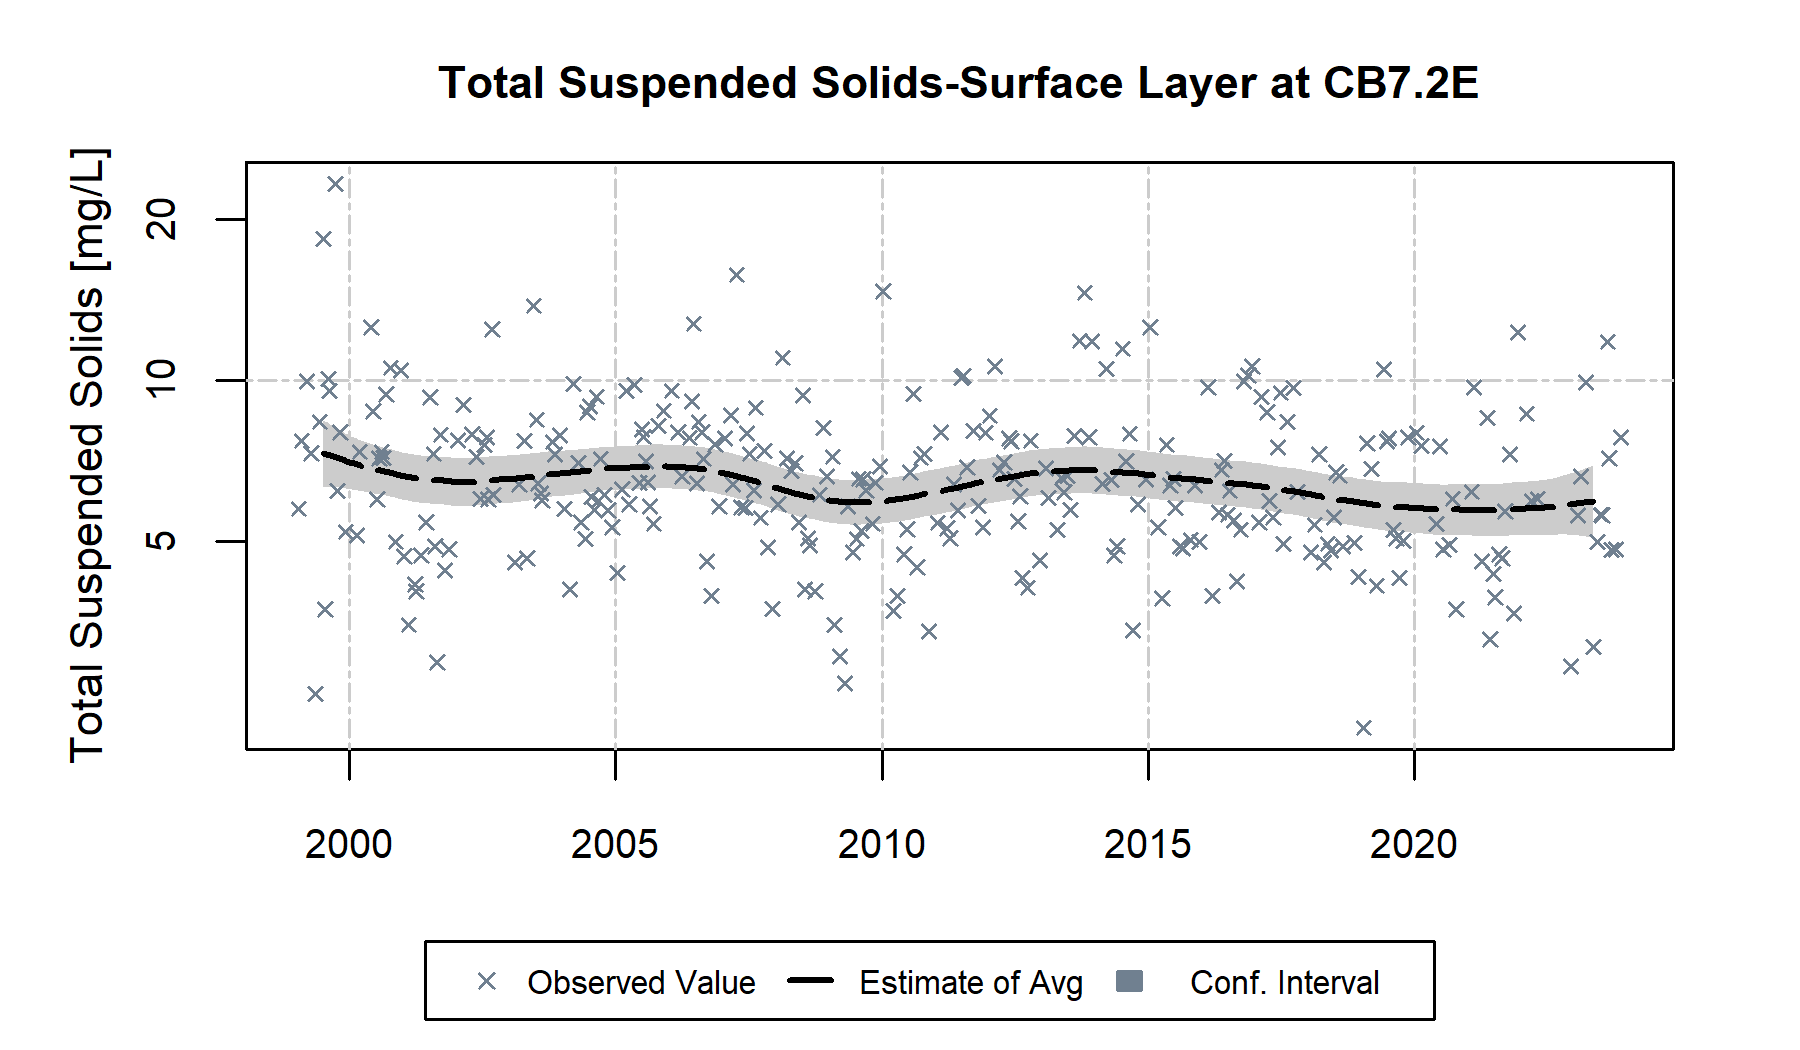 Total Suspended Solids-Surface Layer at CB7.2E
Total Suspended Solids [mg/L]
20
10
5
2000 2005 2010 2015 2020
Observed Value Estimate of Avg Conf. Interval